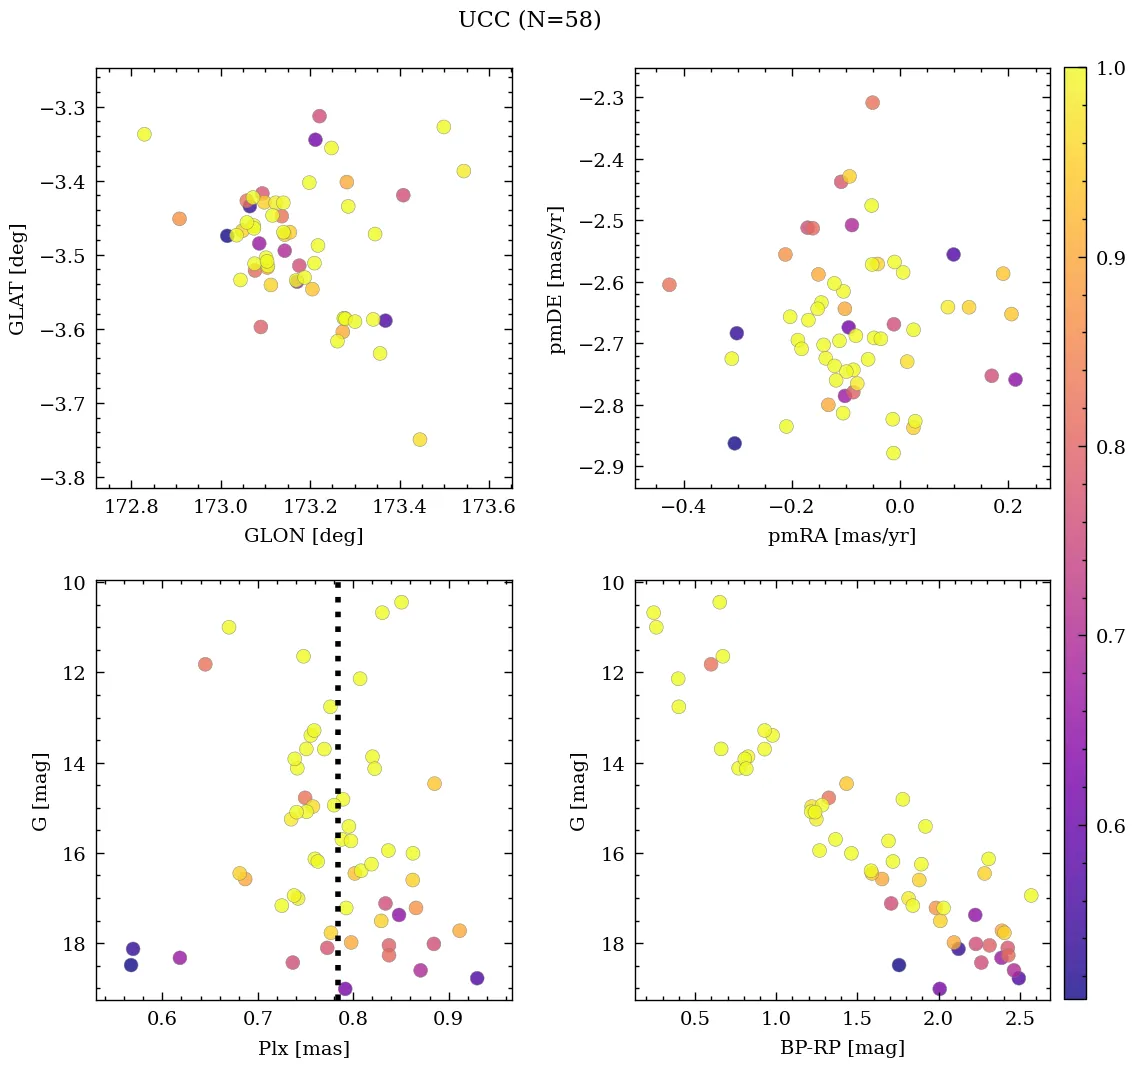 UCC (N=58)
−3.3
−3.4
−3.5
−3.6
−3.7
−3.8
GLAT [deg]
172.8 173.0 173.2 173.4 173.6
GLON [deg]
−2.3
−2.4
−2.5
−2.6
−2.7
−2.8
−2.9
pmDE [mas/yr]
−0.4 −0.2 0.0 0.2
pmRA [mas/yr]
1.0
0.9
0.8
0.7
0.6
10
12
14
16
18
G [mag]
0.6 0.7 0.8 0.9
Plx [mas]
10
12
14
16
18
G [mag]
0.5 1.0 1.5 2.0 2.5
BP-RP [mag]